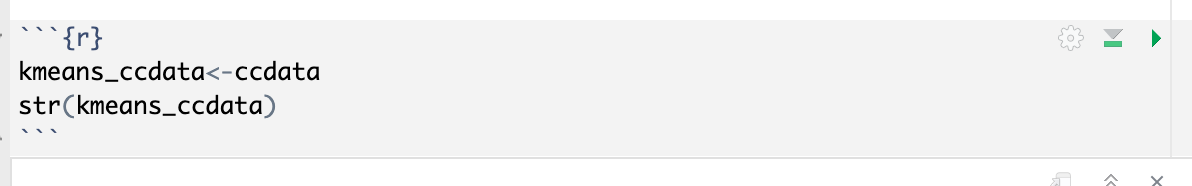 ```{r}
kmeans_ccdata<-ccdata
str(kmeans_ccdata)
```